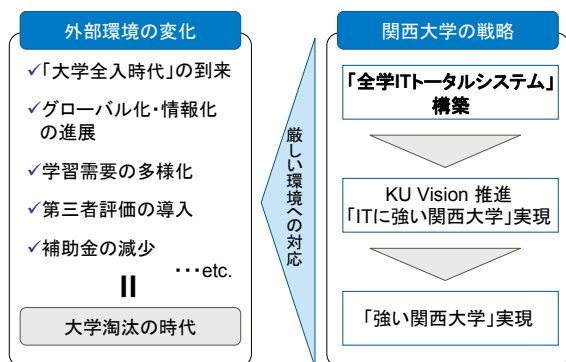 外部環境の変化
✓「大学全入時代」の到来
✓グローバル化・情報化
の進展
✓学習需要の多様化
✓第三者評価の導入
✓補助金の減少
・・・etc.
=
大学淘汰の時代
厳しい環境への対応
関西大学の戦略
「全学ITトータルシステム」
構築
KU Vision 推進
「ITに強い関西大学」実現
「強い関西大学」実現